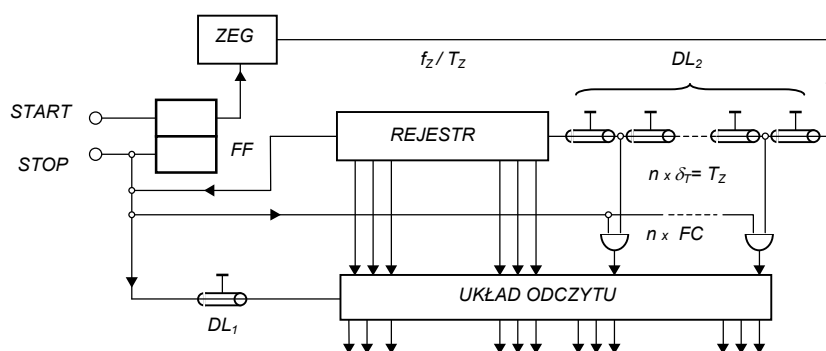 ZEG
f_Z / T_Z
DL_2
START
REJESTR
FF
STOP
n x δ_T = T_Z
n x FC
UKŁAD ODCZYTU
DL_1